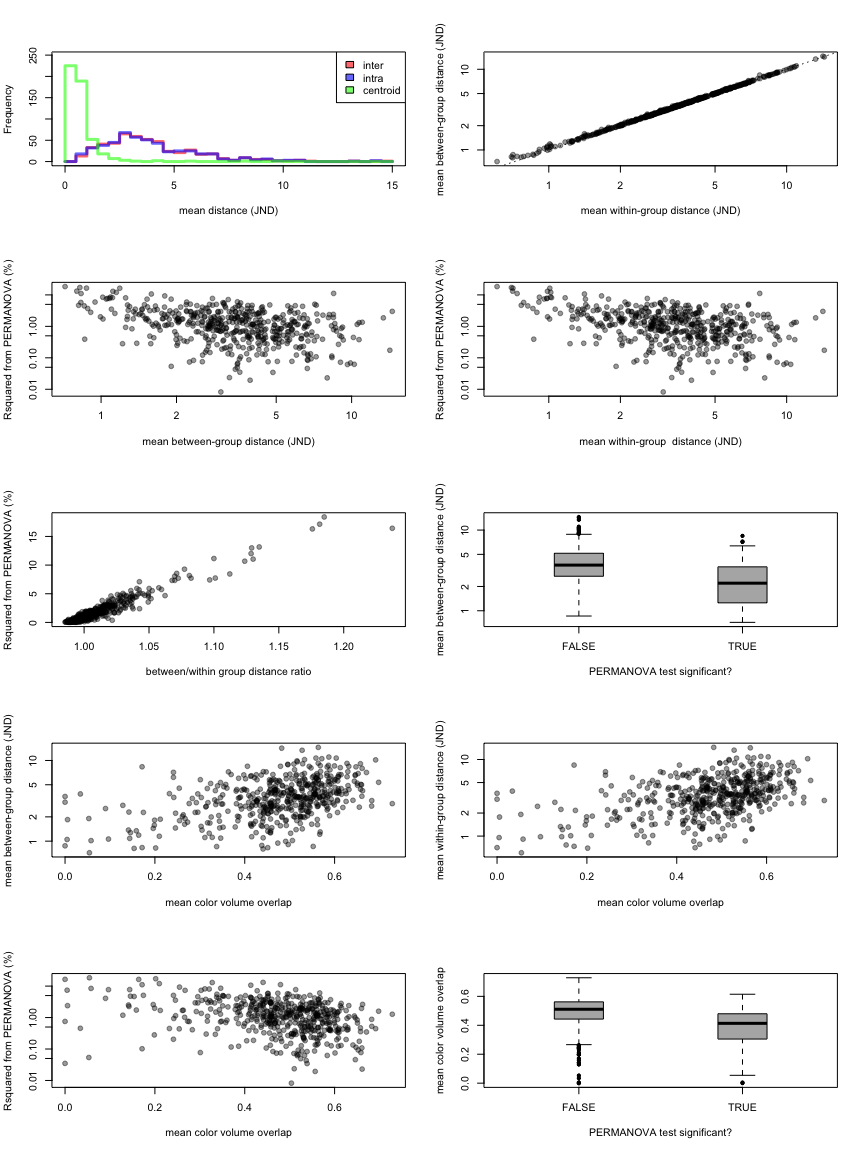 Frequency
0 50 150 250
inter
intra
centroid
0 5 10 15
mean distance (JND)
mean between-group distance (JND)
1 2 5 10
1 2 5 10
mean within-group distance (JND)
Rsquared from PERMANOVA (%)
0.01 0.10 1.00
1 2 5 10
mean between-group distance (JND)
Rsquared from PERMANOVA (%)
0.01 0.10 1.00
1 2 5 10
mean within-group distance (JND)
Rsquared from PERMANOVA (%)
0 5 10 15
1.00 1.05 1.10 1.15 1.20
between/within group distance ratio
mean between-group distance (JND)
1 2 5 10
FALSE TRUE
PERMANOVA test significant?
mean between-group distance (JND)
1 2 5 10
0.0 0.2 0.4 0.6
mean color volume overlap
mean within-group distance (JND)
1 2 5 10
0.0 0.2 0.4 0.6
mean color volume overlap
Rsquared from PERMANOVA (%)
0.01 0.10 1.00
0.0 0.2 0.4 0.6
mean color volume overlap
mean color volume overlap
0.0 0.2 0.4 0.6
FALSE TRUE
PERMANOVA test significant?